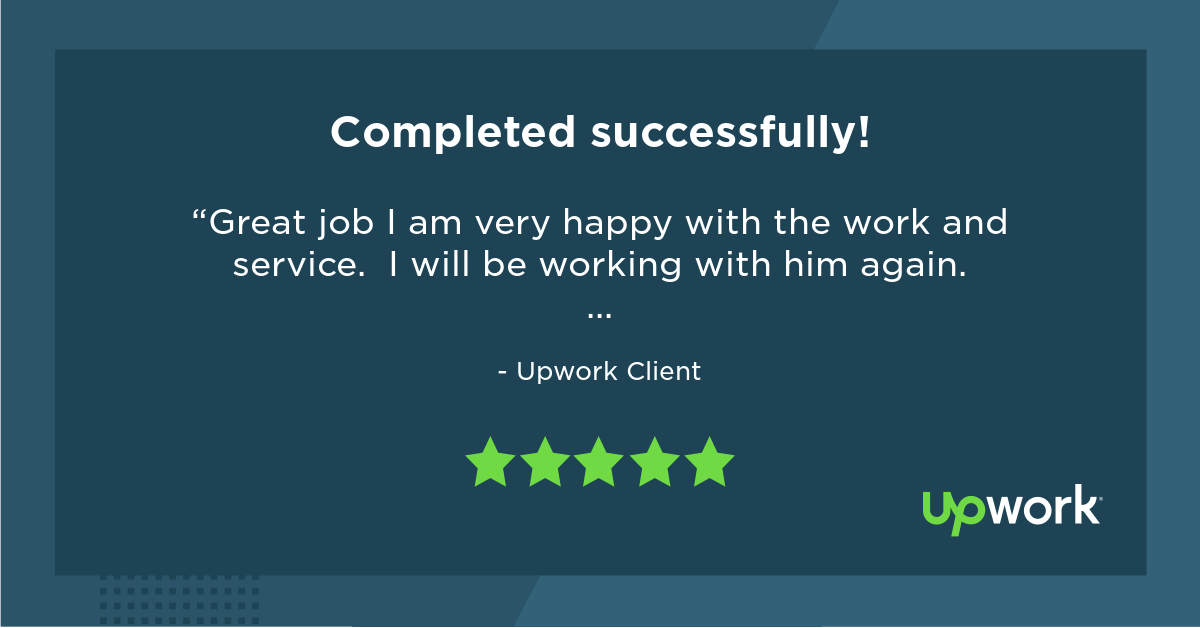 Completed successfully!
“Great job I am very happy with the work and
service.  I will be working with him again.
...
- Upwork Client
upwork®